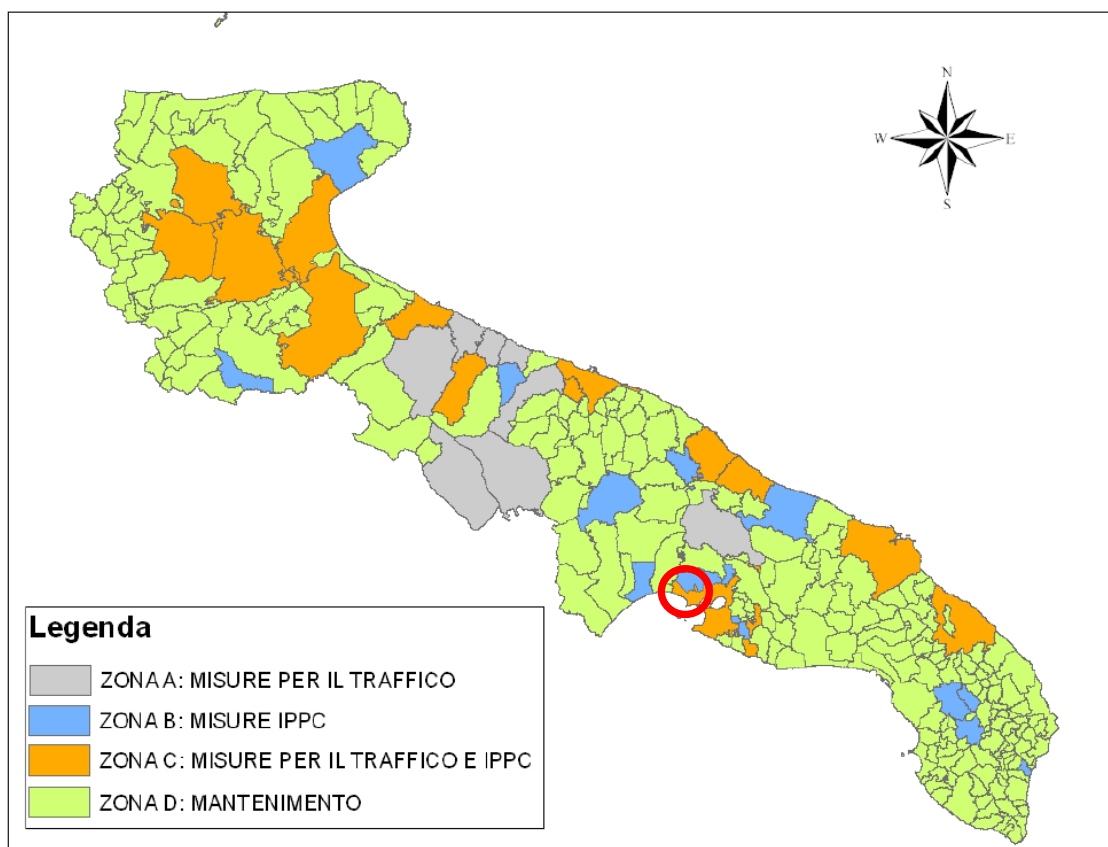 N
W
E
S
Legenda
ZONA A: MISURE PER IL TRAFFICO
ZONA B: MISURE IPPC
ZONA C: MISURE PER IL TRAFFICO E IPPC
ZONA D: MANTENIMENTO